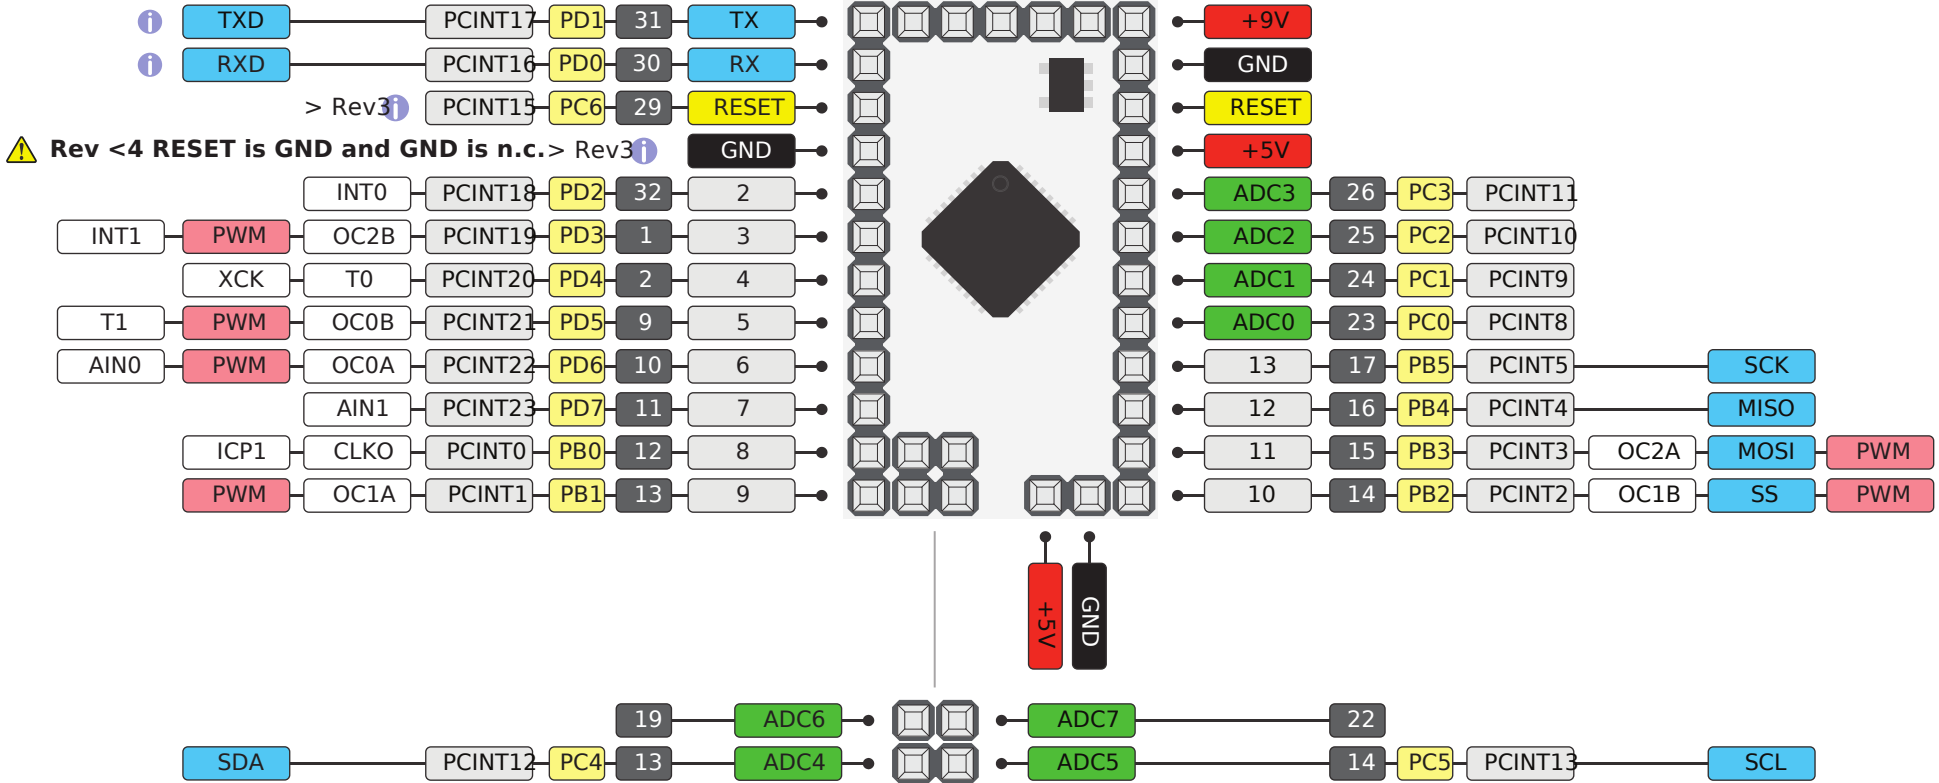 TXD PCINT17 PD1 31 TX +9V
RXD PCINT16 PD0 30 RX GND
> Rev3 PCINT15 PC6 29 RESET RESET
Rev <4 RESET is GND and GND is n.c. > Rev3 GND +5V
INT0 PCINT18 PD2 32 2 ADC3 26 PC3 PCINT11
INT1 PWM OC2B PCINT19 PD3 1 3 ADC2 25 PC2 PCINT10
XCK T0 PCINT20 PD4 2 4 ADC1 24 PC1 PCINT9
T1 PWM OC0B PCINT21 PD5 9 5 ADC0 23 PC0 PCINT8
AIN0 PWM OC0A PCINT22 PD6 10 6 13 17 PB5 PCINT5 SCK
AIN1 PCINT23 PD7 11 7 12 16 PB4 PCINT4 MISO
ICP1 CLKO PCINT0 PB0 12 8 11 15 PB3 PCINT3 OC2A MOSI PWM
PWM OC1A PCINT1 PB1 13 9 10 14 PB2 PCINT2 OC1B SS PWM
+5V GND
19 ADC6 ADC7 22
SDA PCINT12 PC4 13 ADC4 ADC5 14 PC5 PCINT13 SCL